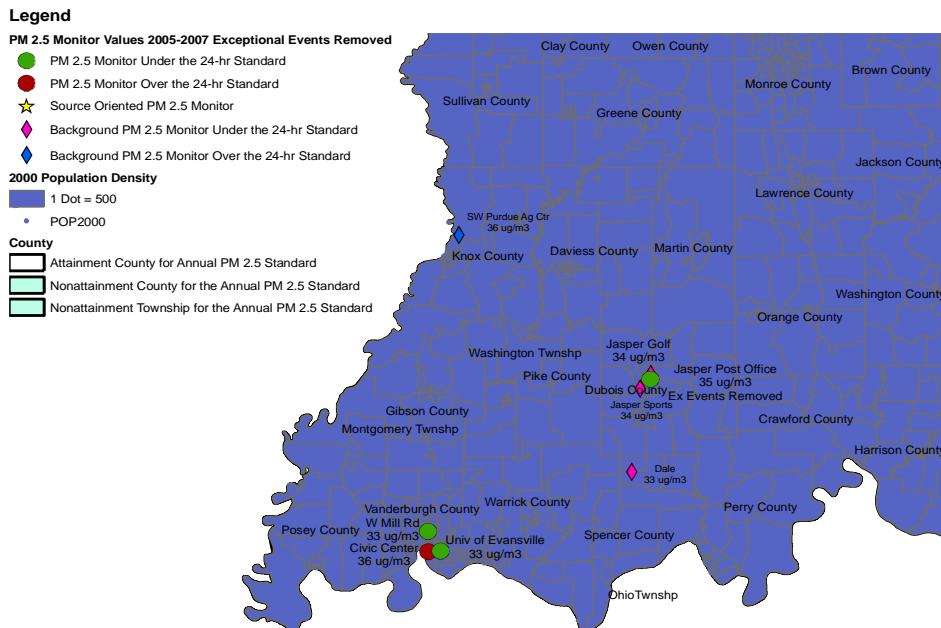 Legend
PM 2.5 Monitor Values 2005-2007 Exceptional Events Removed
PM 2.5 Monitor Under the 24-hr Standard
PM 2.5 Monitor Over the 24-hr Standard
Source Oriented PM 2.5 Monitor
Background PM 2.5 Monitor Under the 24-hr Standard
Background PM 2.5 Monitor Over the 24-hr Standard
2000 Population Density
1 Dot = 500
POP2000
County
Attainment County for Annual PM 2.5 Standard
Nonattainment County for the Annual PM 2.5 Standard
Nonattainment Township for the Annual PM 2.5 Standard
Clay County
Owen County
Brown County
Monroe County
Sullivan County
Greene County
Jackson County
Lawrence County
SW Purdue Ag Ctr
36 ug/m3
Knox County
Daviess County
Martin County
Washington County
Orange County
Jasper Golf
34 ug/m3
Washington Twnshp
Pike County
Jasper Post Office
35 ug/m3
Ex Events Removed
Dubois County
Jasper Sports
34 ug/m3
Gibson County
Montgomery Twnshp
Crawford County
Harrison County
Dale
33 ug/m3
Vanderburgh County
Warrick County
Perry County
Posey County
W Mill Rd
33 ug/m3
Civic Center
36 ug/m3
Univ of Evansville
33 ug/m3
Spencer County
OhioTwnshp